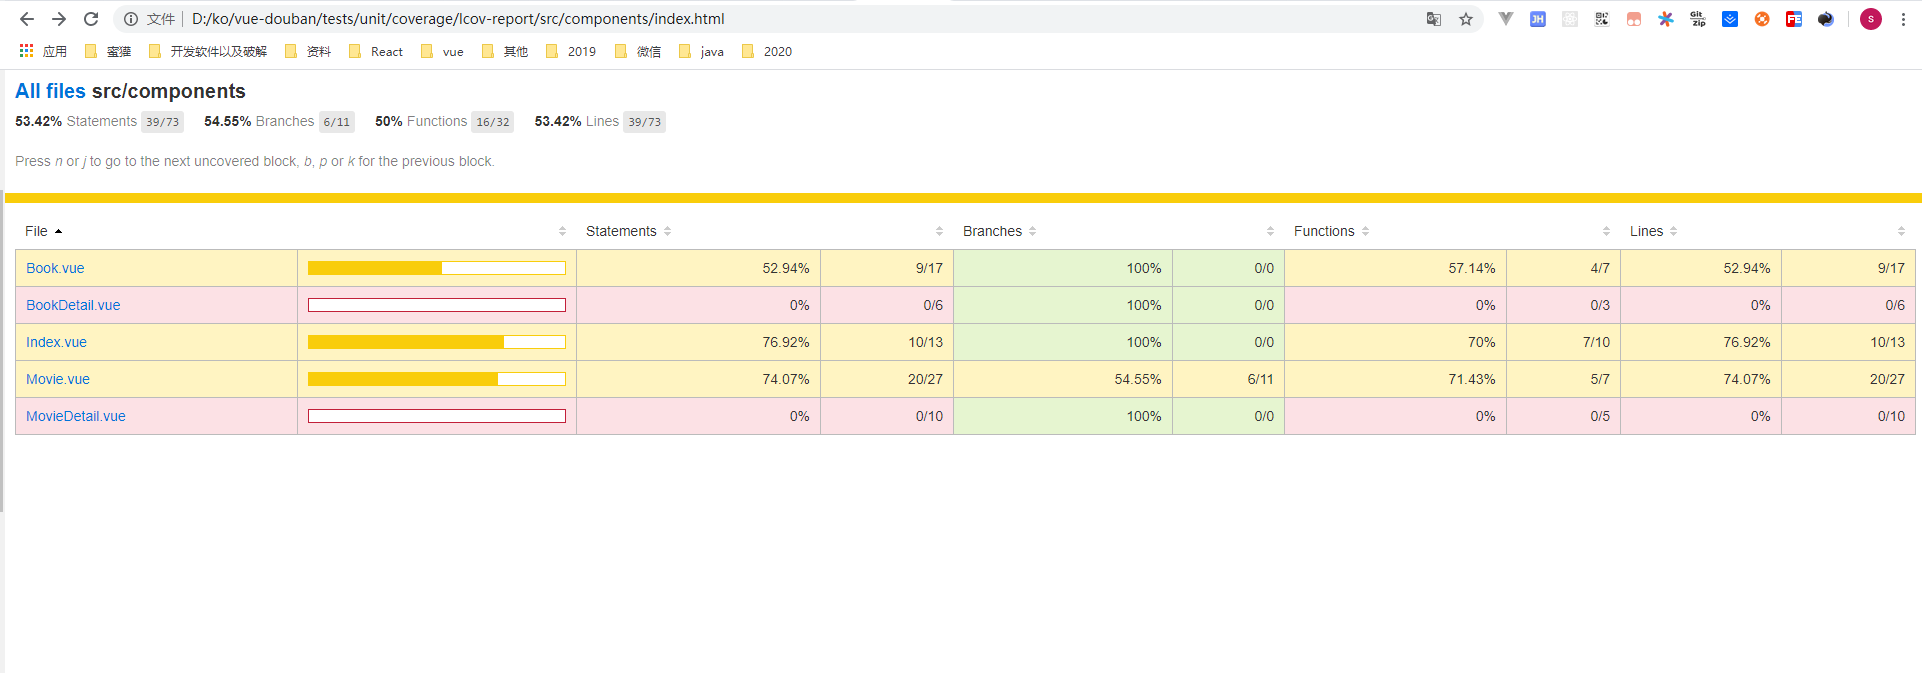 文件 D:/ko/vue-douban/tests/unit/coverage/lcov-report/src/components/index.html JH Git Zip FE s
应用 蜜獾 开发软件以及破解 资料 React vue 其他 2019 微信 java 2020
All files src/components
53.42% Statements 39/73 54.55% Branches 6/11 50% Functions 16/32 53.42% Lines 39/73
Press n or j to go to the next uncovered block, b, p or k for the previous block.
File Statements Branches Functions Lines
Book.vue 52.94% 9/17 100% 0/0 57.14% 4/7 52.94% 9/17
BookDetail.vue 0% 0/6 100% 0/0 0% 0/3 0% 0/6
Index.vue 76.92% 10/13 100% 0/0 70% 7/10 76.92% 10/13
Movie.vue 74.07% 20/27 54.55% 6/11 71.43% 5/7 74.07% 20/27
MovieDetail.vue 0% 0/10 100% 0/0 0% 0/5 0% 0/10